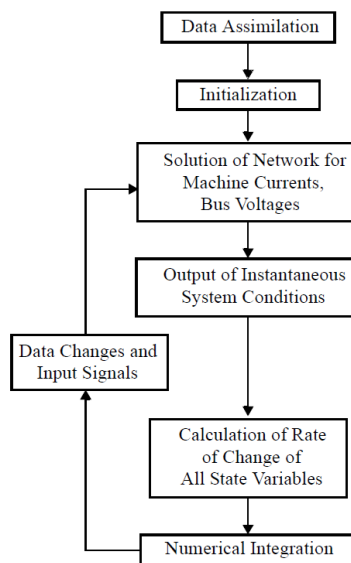 Data Assimilation
Initialization
Solution of Network for
Machine Currents,
Bus Voltages
Output of Instantaneous
System Conditions
Data Changes and
Input Signals
Calculation of Rate
of Change of
All State Variables
Numerical Integration